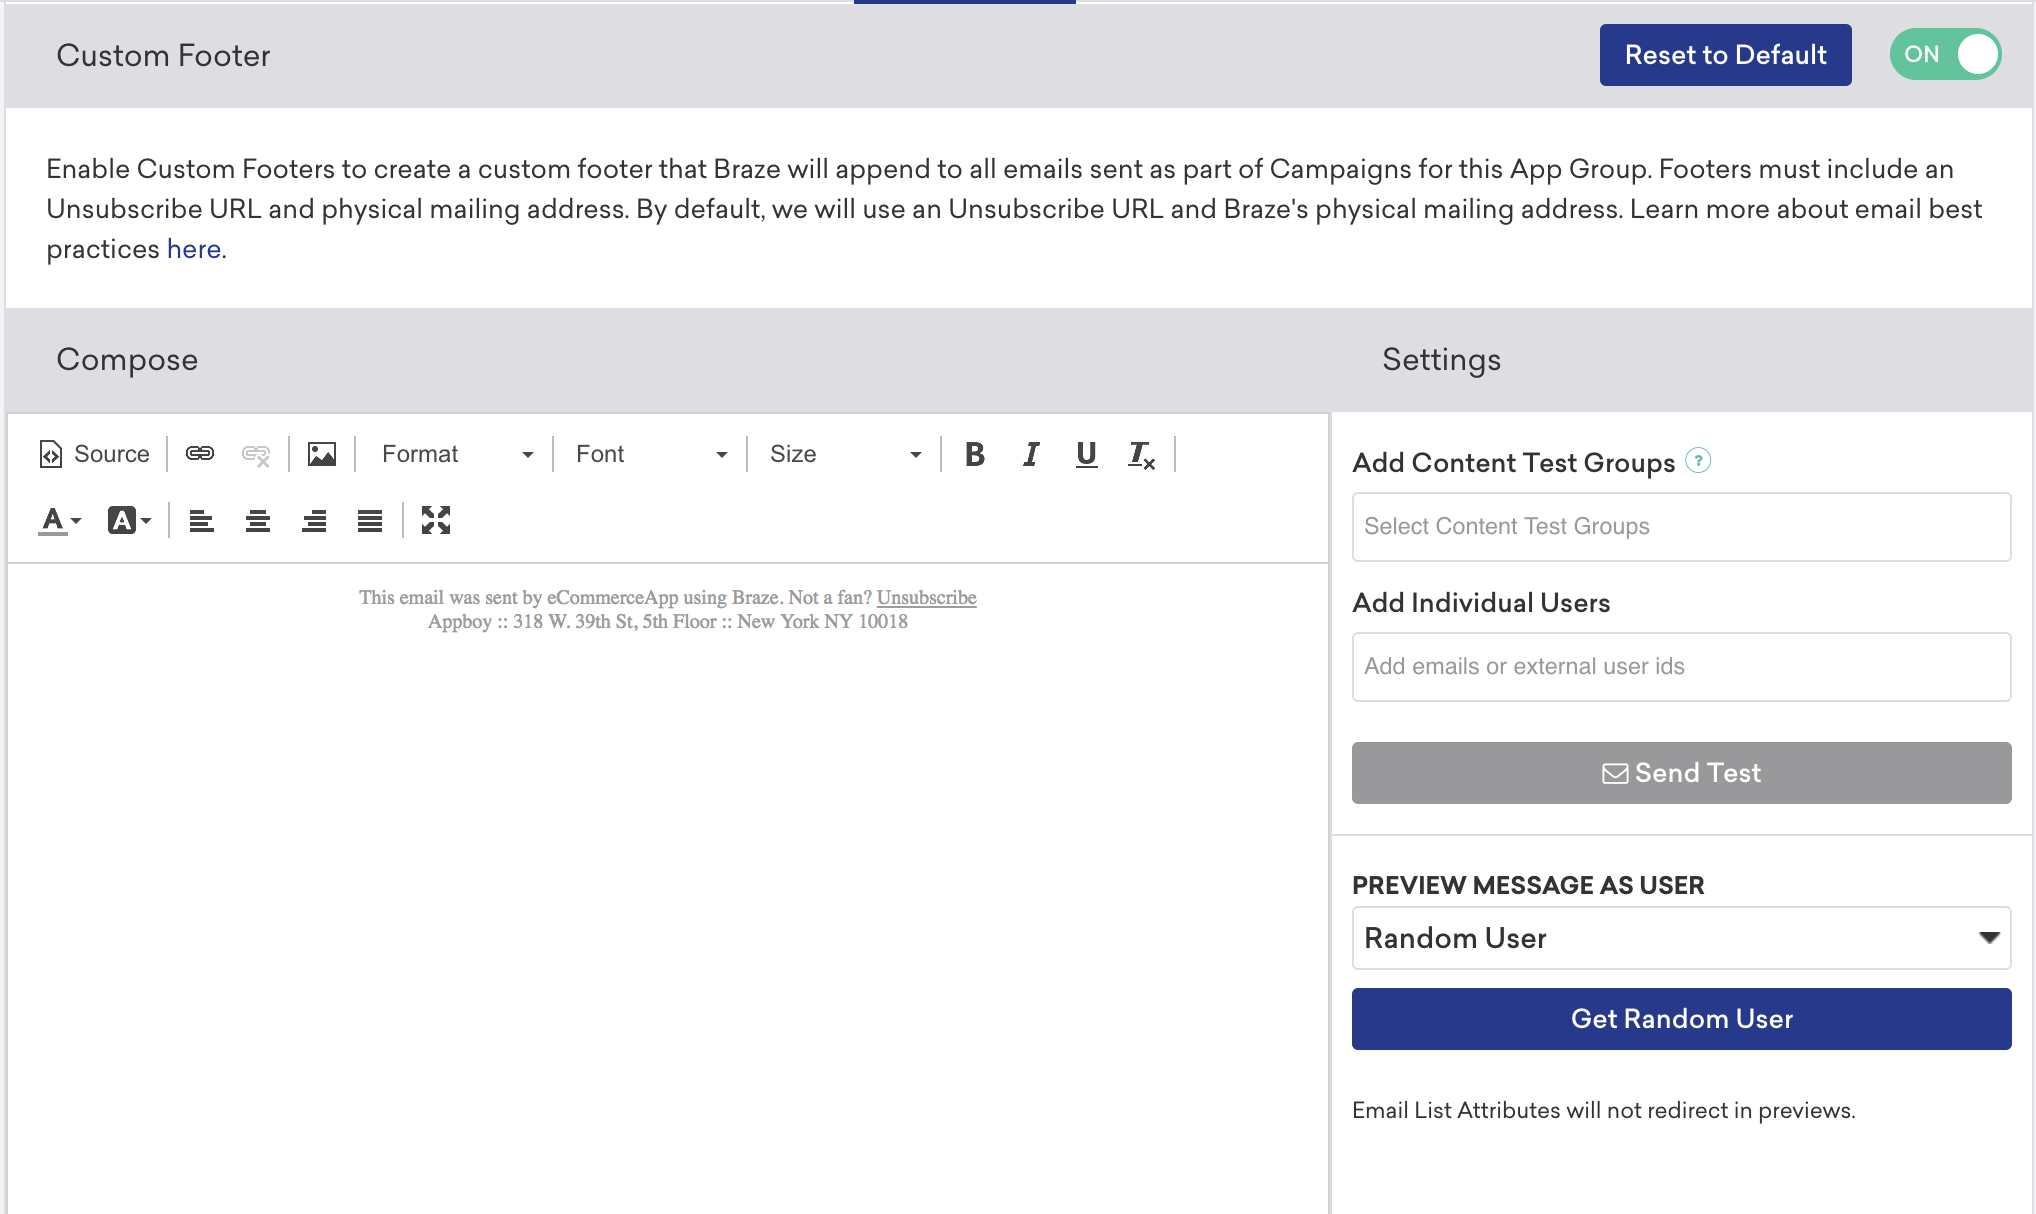 Custom Footer
Reset to Default
ON
Enable Custom Footers to create a custom footer that Braze will append to all emails sent as part of Campaigns for this App Group. Footers must include an
Unsubscribe URL and physical mailing address. By default, we will use an Unsubscribe URL and Braze's physical mailing address. Learn more about email best
practices here.
Compose
Settings
Source
Format
Font
Size
B
I
U
Tx
A
A
This email was sent by eCommerceApp using Braze. Not a fan? Unsubscribe
Appboy :: 318 W. 39th St, 5th Floor :: New York NY 10018
Add Content Test Groups ?
Select Content Test Groups
Add Individual Users
Add emails or external user ids
Send Test
PREVIEW MESSAGE AS USER
Random User
Get Random User
Email List Attributes will not redirect in previews.